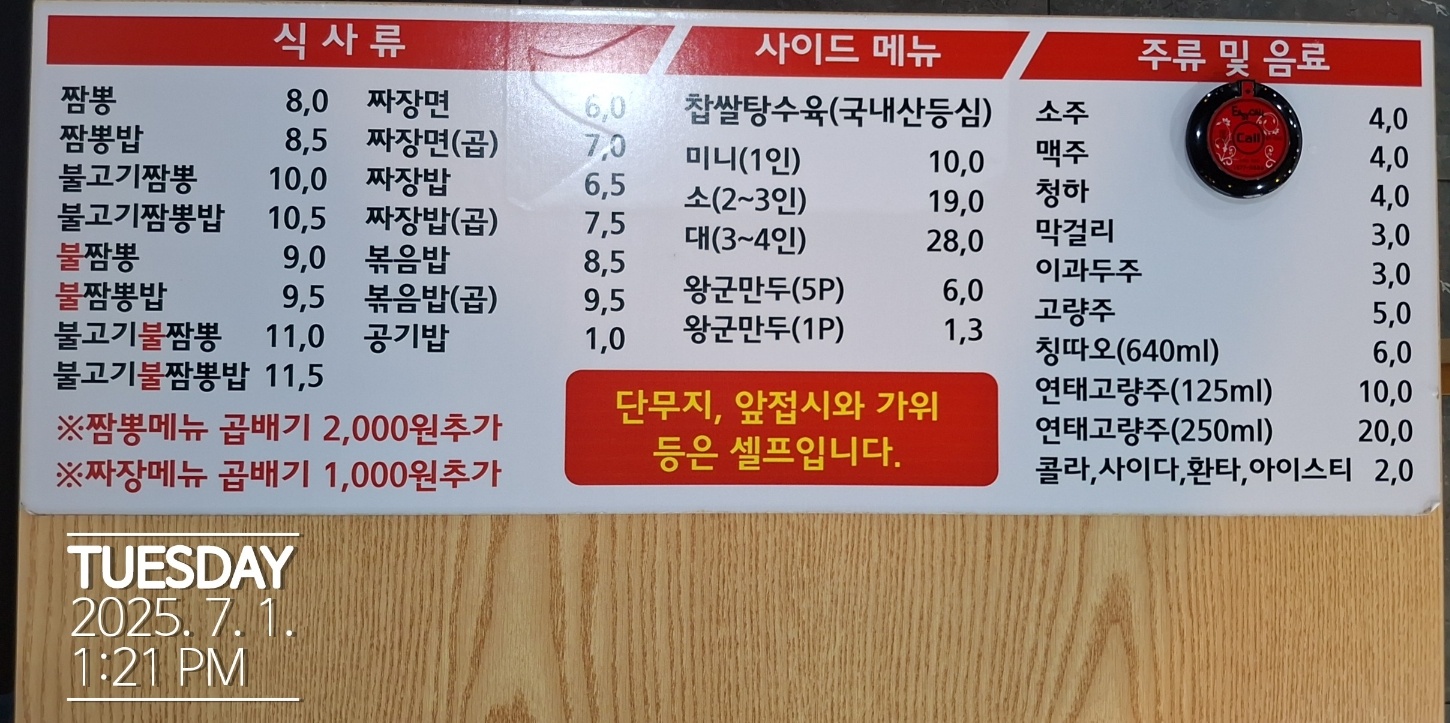 식사류
짬뽕 8,0
짬뽕밥 8,5
불고기짬뽕 10,0
불고기짬뽕밥 10,5
불짬뽕 9,0
불짬뽕밥 9,5
불고기불짬뽕 11,0
불고기불짬뽕밥 11,5
짜장면 6,0
짜장면(곱) 7,0
짜장밥 6,5
짜장밥(곱) 7,5
볶음밥 8,5
볶음밥(곱) 9,5
공기밥 1,0
※짬뽕메뉴 곱배기 2,000원추가
※짜장메뉴 곱배기 1,000원추가
사이드 메뉴
찹쌀탕수육(국내산등심)
미니(1인) 10,0
소(2~3인) 19,0
대(3~4인) 28,0
왕군만두(5P) 6,0
왕군만두(1P) 1,3
단무지, 앞접시와 가위
등은 셀프입니다.
주류 및 음료
소주 4,0
맥주 4,0
청하 4,0
막걸리 3,0
이과두주 3,0
고량주 5,0
칭따오(640ml) 6,0
연태고량주(125ml) 10,0
연태고량주(250ml) 20,0
콜라,사이다,환타,아이스티 2,0
Call
TUESDAY
2025. 7. 1.
1:21 PM